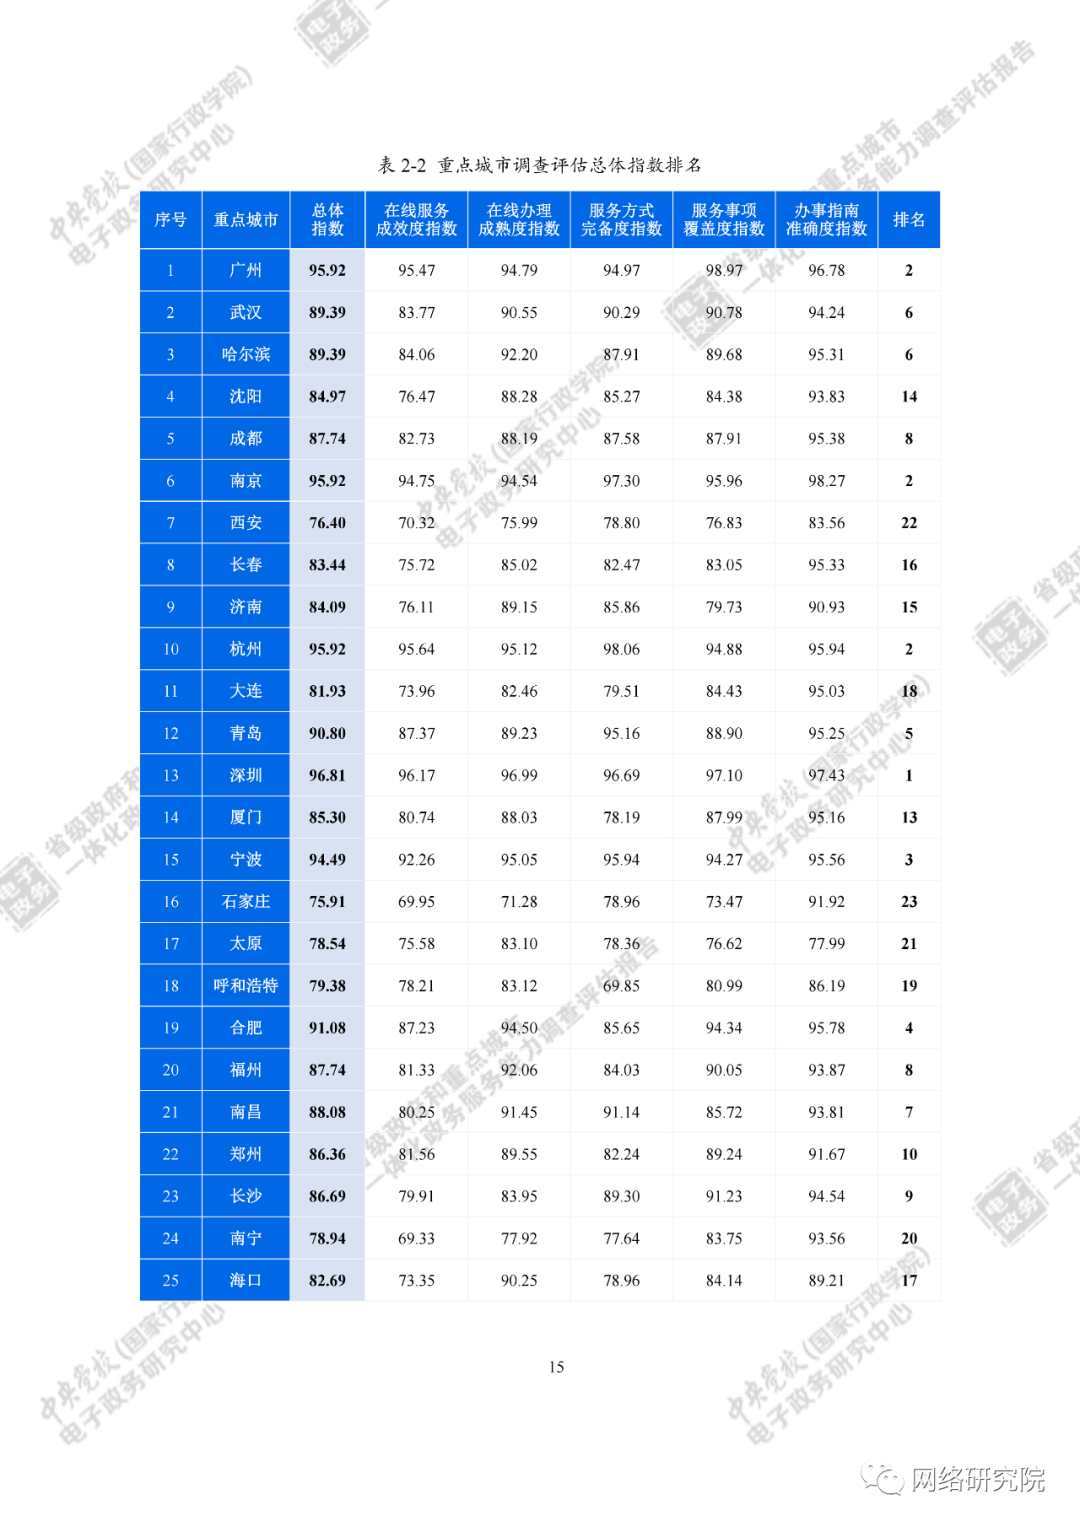 表 2-2 重点城市调查评估总体指数排名
序号 重点城市 总体指数 在线服务成效度指数 在线办理成熟度指数 服务方式完备度指数 服务事项覆盖度指数 办事指南准确度指数 排名
1 广州 95.92 95.47 94.79 94.97 98.97 96.78 2
2 武汉 89.39 83.77 90.55 90.29 90.78 94.24 6
3 哈尔滨 89.39 84.06 92.20 87.91 89.68 95.31 6
4 沈阳 84.97 76.47 88.28 85.27 84.38 93.83 14
5 成都 87.74 82.73 88.19 87.58 87.91 95.38 8
6 南京 95.92 94.75 94.54 97.30 95.96 98.27 2
7 西安 76.40 70.32 75.99 78.80 76.83 83.56 22
8 长春 83.44 75.72 85.02 82.47 83.05 95.33 16
9 济南 84.09 76.11 89.15 85.86 79.73 90.93 15
10 杭州 95.92 95.64 95.12 98.06 94.88 95.94 2
11 大连 81.93 73.96 82.46 79.51 84.43 95.03 18
12 青岛 90.80 87.37 89.23 95.16 88.90 95.25 5
13 深圳 96.81 96.17 96.99 96.69 97.10 97.43 1
14 厦门 85.30 80.74 88.03 78.19 87.99 95.16 13
15 宁波 94.49 92.26 95.05 95.94 94.27 95.56 3
16 石家庄 75.91 69.95 71.28 78.96 73.47 91.92 23
17 太原 78.54 75.58 83.10 78.36 76.62 77.99 21
18 呼和浩特 79.38 78.21 83.12 69.85 80.99 86.19 19
19 合肥 91.08 87.23 94.50 85.65 94.34 95.78 4
20 福州 87.74 81.33 92.06 84.03 90.05 93.87 8
21 南昌 88.08 80.25 91.45 91.14 85.72 93.81 7
22 郑州 86.36 81.56 89.55 82.24 89.24 91.67 10
23 长沙 86.69 79.91 83.95 89.30 91.23 94.54 9
24 南宁 78.94 69.33 77.92 77.64 83.75 93.56 20
25 海口 82.69 73.35 90.25 78.96 84.14 89.21 17
15
网络研究院